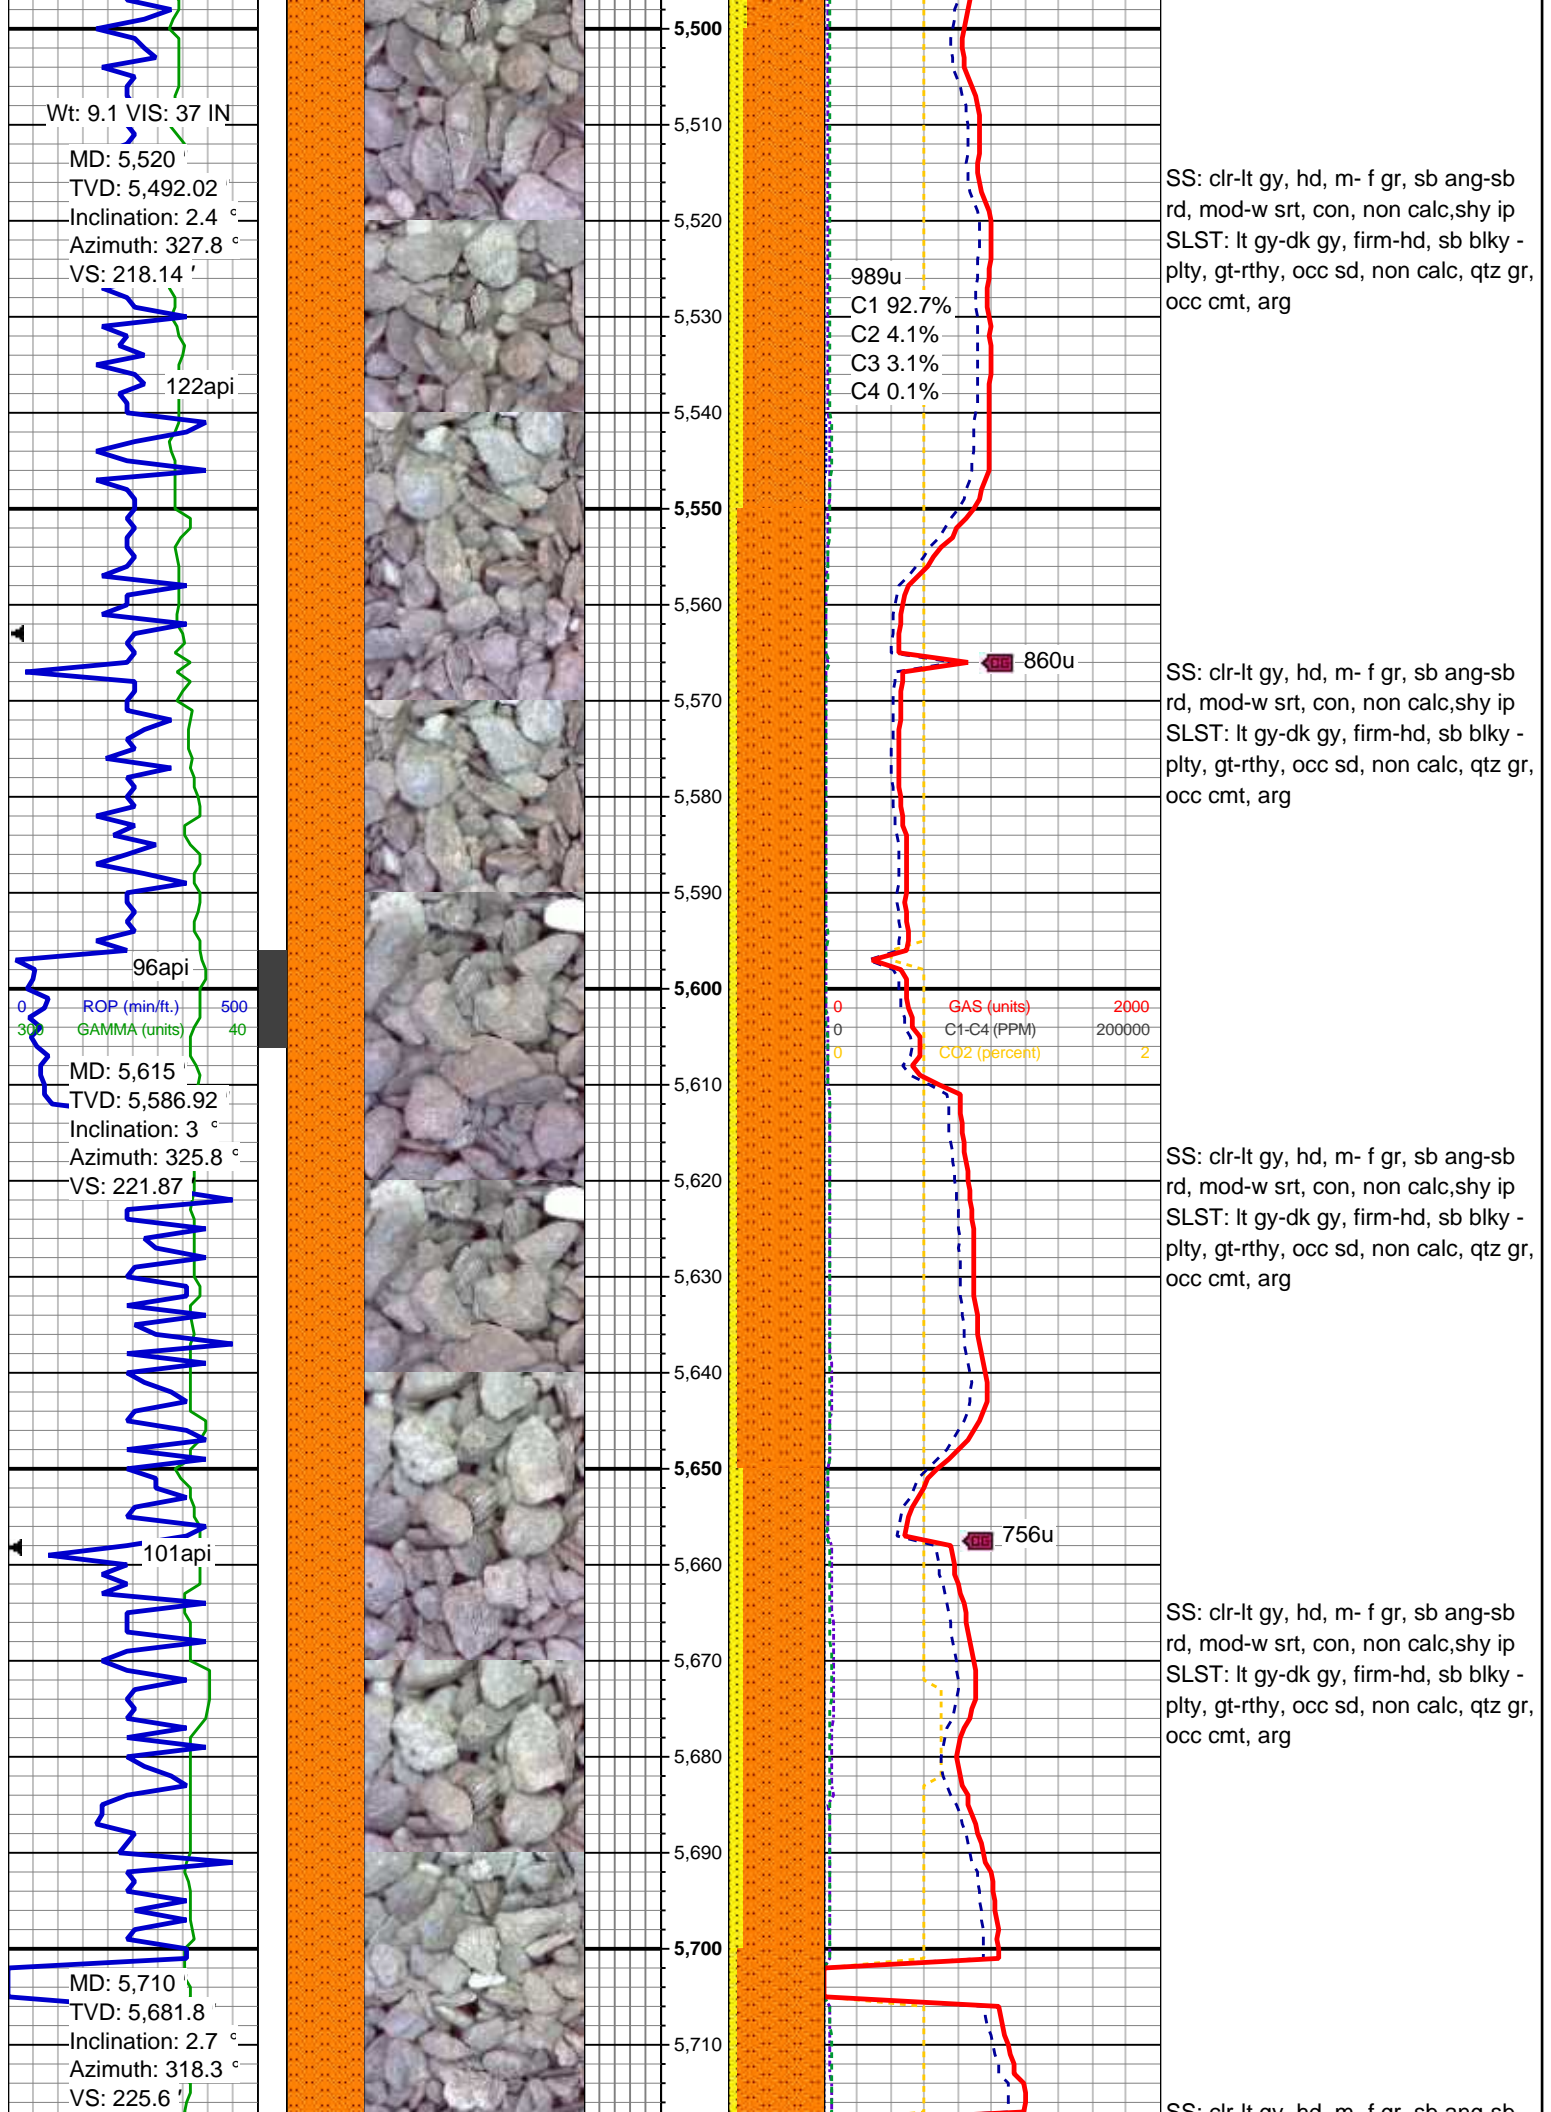 5,500
Wt: 9.1 VIS: 37 IN
5,510
MD: 5,520 '
TVD: 5,492.02 '
Inclination: 2.4 °
Azimuth: 327.8 °
VS: 218.14 '
SS: clr-lt gy, hd, m- f gr, sb ang-sb
rd, mod-w srt, con, non calc,shy ip
SLST: lt gy-dk gy, firm-hd, sb blky -
plty, gt-rthy, occ sd, non calc, qtz gr,
occ cmt, arg
5,520
989u
C1 92.7%
C2 4.1%
C3 3.1%
C4 0.1%
5,530
122api
5,540
5,550
5,560
DG 860u
SS: clr-lt gy, hd, m- f gr, sb ang-sb
rd, mod-w srt, con, non calc,shy ip
SLST: lt gy-dk gy, firm-hd, sb blky -
plty, gt-rthy, occ sd, non calc, qtz gr,
occ cmt, arg
5,570
5,580
5,590
96api
5,600
0 ROP (min/ft.) 500
300 GAMMA (units) 40
0 GAS (units) 2000
0 C1-C4 (PPM) 200000
0 CO2 (percent) 2
MD: 5,615 '
TVD: 5,586.92 '
Inclination: 3 °
Azimuth: 325.8 °
VS: 221.87 '
5,610
SS: clr-lt gy, hd, m- f gr, sb ang-sb
rd, mod-w srt, con, non calc,shy ip
SLST: lt gy-dk gy, firm-hd, sb blky -
plty, gt-rthy, occ sd, non calc, qtz gr,
occ cmt, arg
5,620
5,630
5,640
5,650
756u
101api
5,660
SS: clr-lt gy, hd, m- f gr, sb ang-sb
rd, mod-w srt, con, non calc,shy ip
SLST: lt gy-dk gy, firm-hd, sb blky -
plty, gt-rthy, occ sd, non calc, qtz gr,
occ cmt, arg
5,670
5,680
5,690
5,700
MD: 5,710 '
TVD: 5,681.8 '
Inclination: 2.7 °
Azimuth: 318.3 °
VS: 225.6 '
5,710
SS: clr-lt gy, hd, m- f gr, sb ang-sb